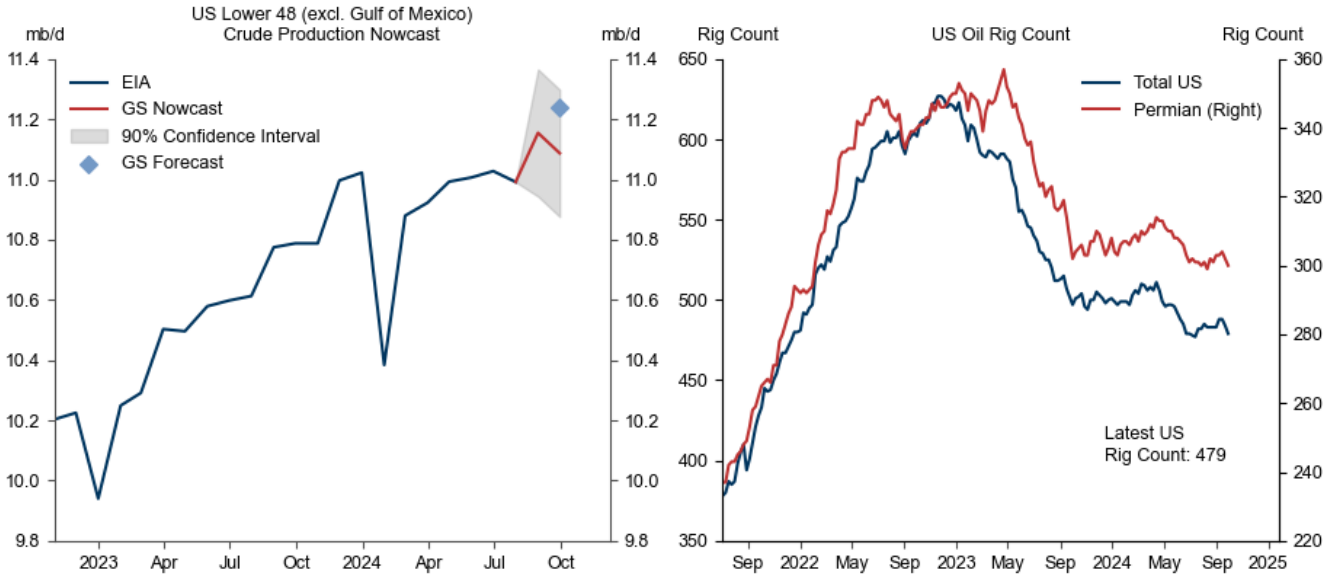 US Lower 48 (excl. Gulf of Mexico)
Crude Production Nowcast
mb/d
mb/d
11.4
11.2
11.0
10.8
10.6
10.4
10.2
10.0
9.8
EIA
GS Nowcast
90% Confidence Interval
GS Forecast
11.4
11.2
11.0
10.8
10.6
10.4
10.2
10.0
9.8
2023 Apr Jul Oct 2024 Apr Jul Oct
Rig Count
US Oil Rig Count
Rig Count
650
600
550
500
450
400
350
Total US
Permian (Right)
Latest US
Rig Count: 479
360
340
320
300
280
260
240
220
Sep 2022 May Sep 2023 May Sep 2024 May Sep 2025